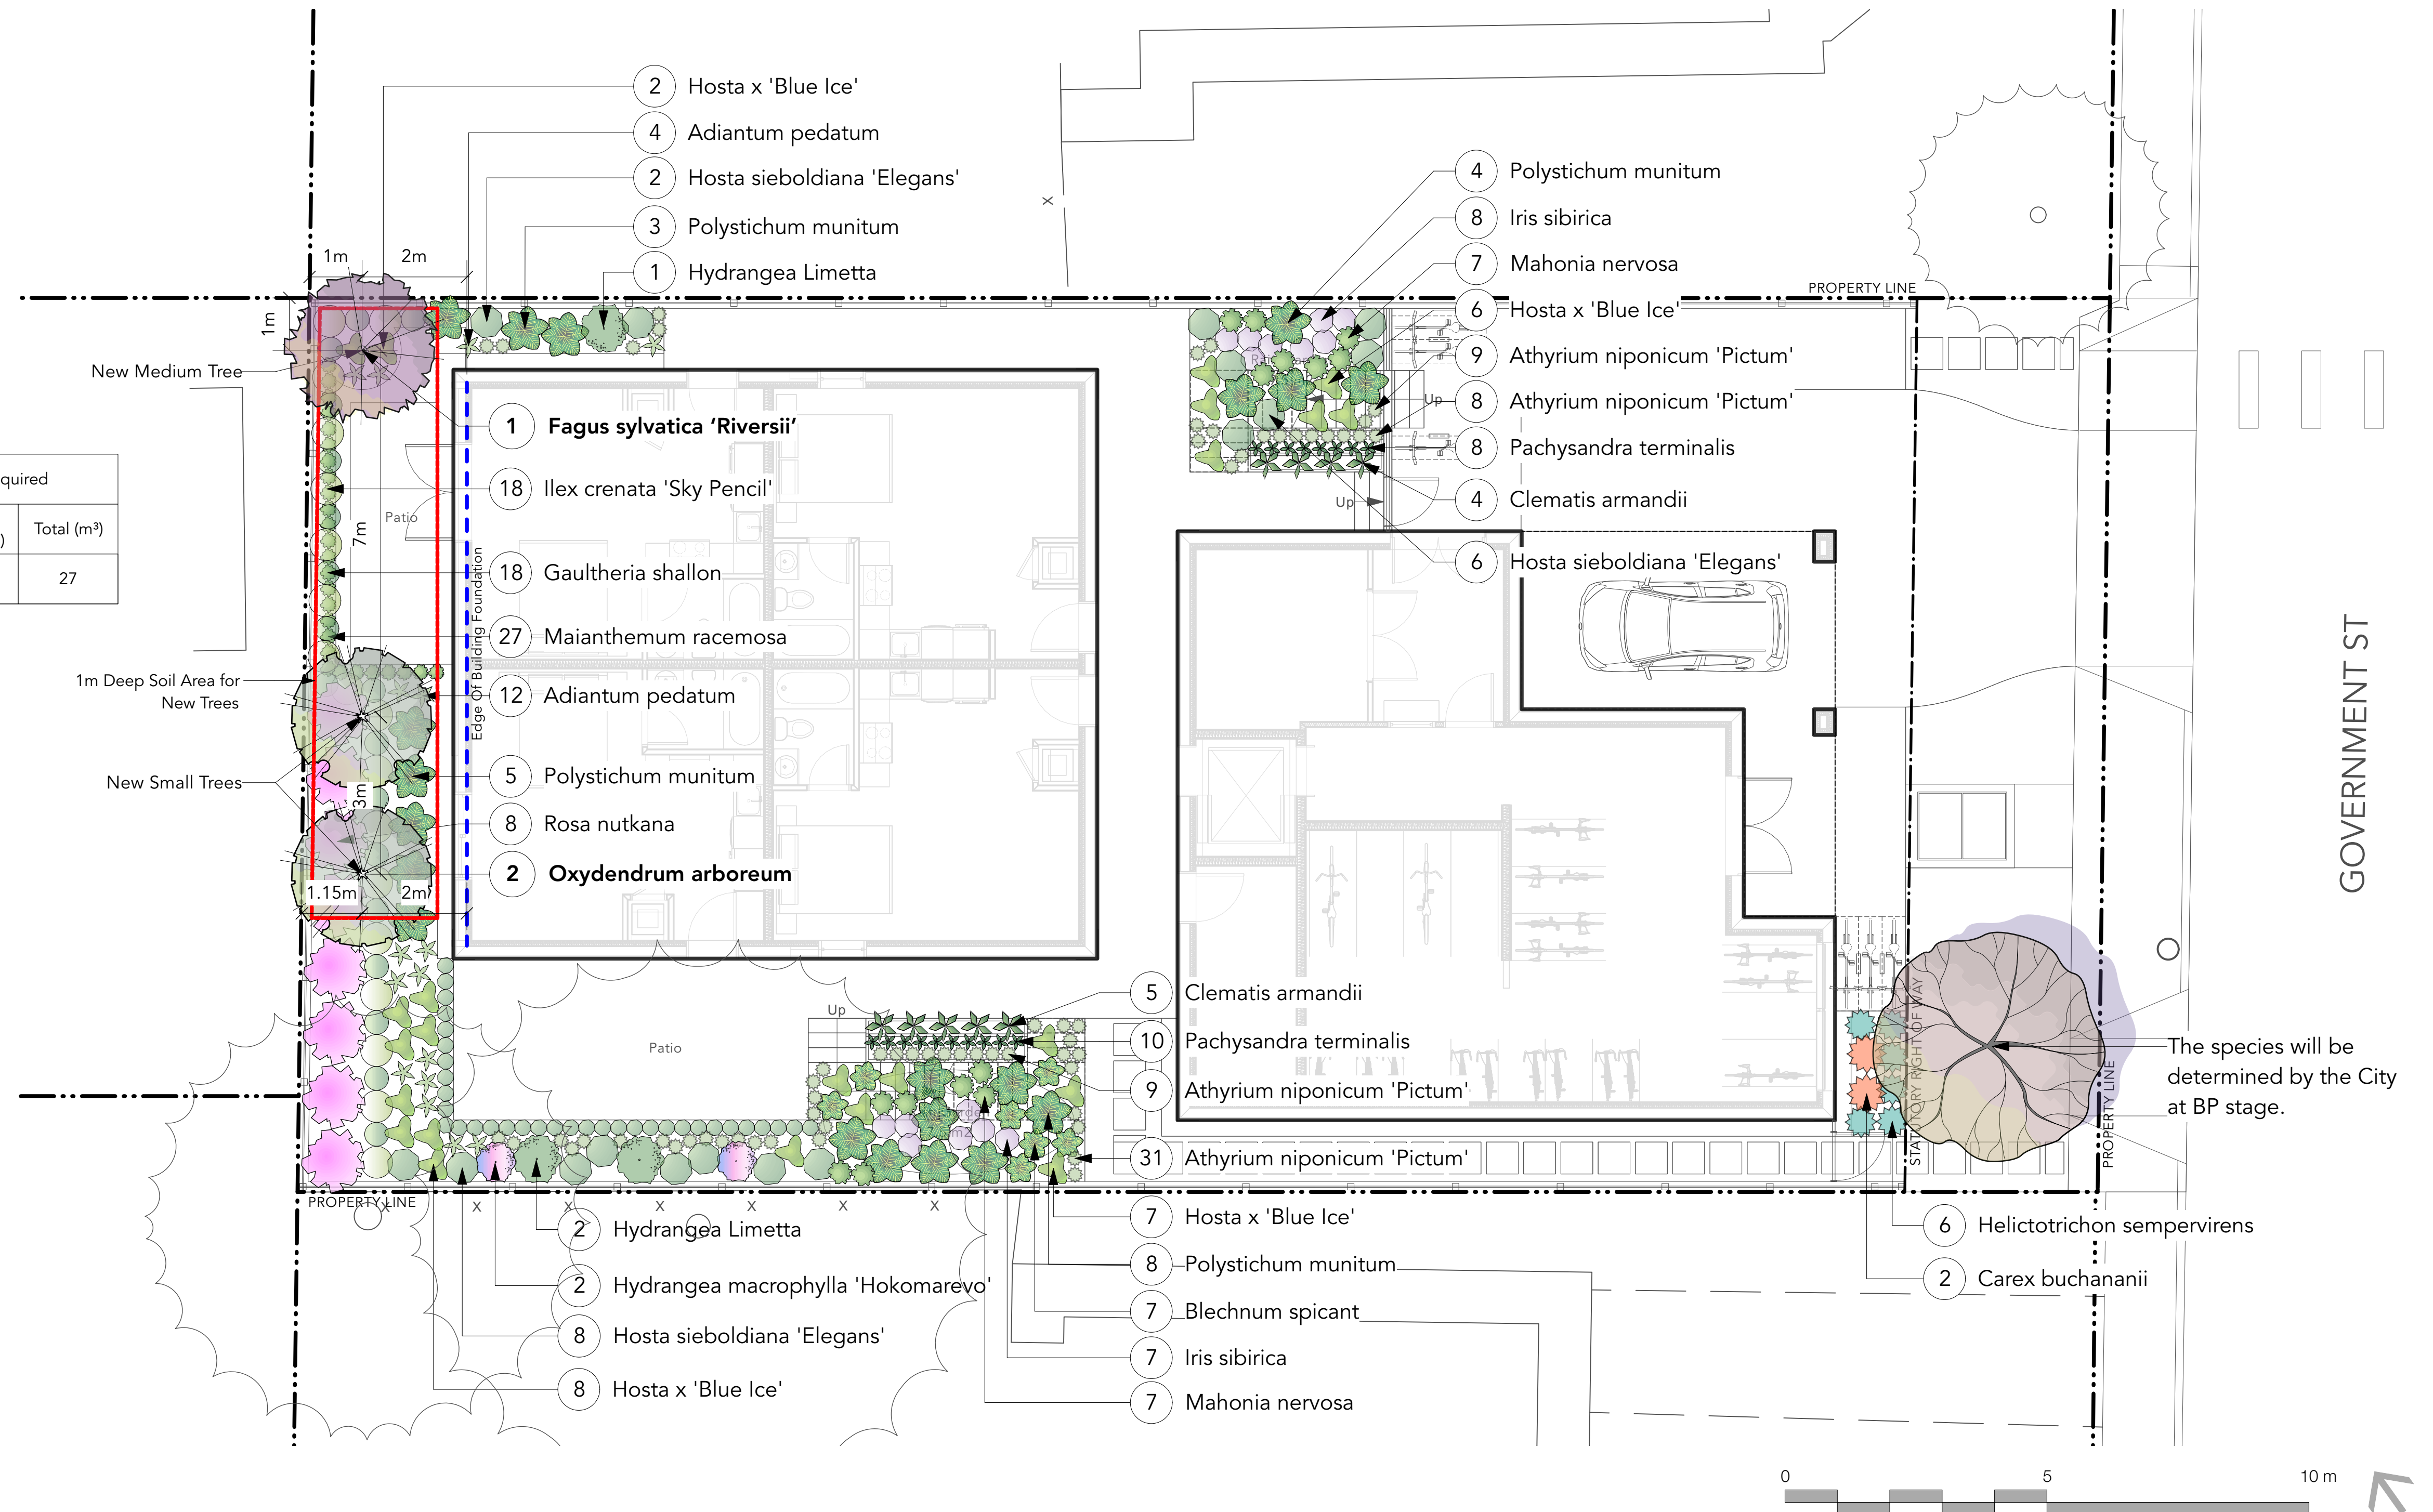 2 Hosta x 'Blue Ice'
4 Adiantum pedatum
2 Hosta sieboldiana 'Elegans'
3 Polystichum munitum
1 Hydrangea Limetta
4 Polystichum munitum
8 Iris sibirica
7 Mahonia nervosa
6 Hosta x 'Blue Ice'
9 Athyrium niponicum 'Pictum'
8 Athyrium niponicum 'Pictum'
8 Pachysandra terminalis
4 Clematis armandii
6 Hosta sieboldiana 'Elegans'
X
PROPERTY LINE
1m
2m
1m
New Medium Tree
1 Fagus sylvatica ‘Riversii’
18 Ilex crenata 'Sky Pencil'
Patio
7m
18 Gaultheria shallon
27 Maianthemum racemosa
12 Adiantum pedatum
5 Polystichum munitum
8 Rosa nutkana
2 Oxydendrum arboreum
Edge Of Building Foundation
quired
) Total (m³)
27
1m Deep Soil Area for
New Trees
New Small Trees
3m
1.15m
2m
Up
Up
GOVERNMENT ST
Up
Patio
5 Clematis armandii
10 Pachysandra terminalis
9 Athyrium niponicum 'Pictum'
31 Athyrium niponicum 'Pictum'
STATUTORY RIGHT OF WAY
PROPERTY LINE
The species will be
determined by the City
at BP stage.
PROPERTY LINE
X X X X X X X
2 Hydrangea Limetta
2 Hydrangea macrophylla 'Hokomarevo'
8 Hosta sieboldiana 'Elegans'
8 Hosta x 'Blue Ice'
7 Hosta x 'Blue Ice'
8 Polystichum munitum
7 Blechnum spicant
7 Iris sibirica
7 Mahonia nervosa
6 Helictotrichon sempervirens
2 Carex buchananii
0 5 10 m